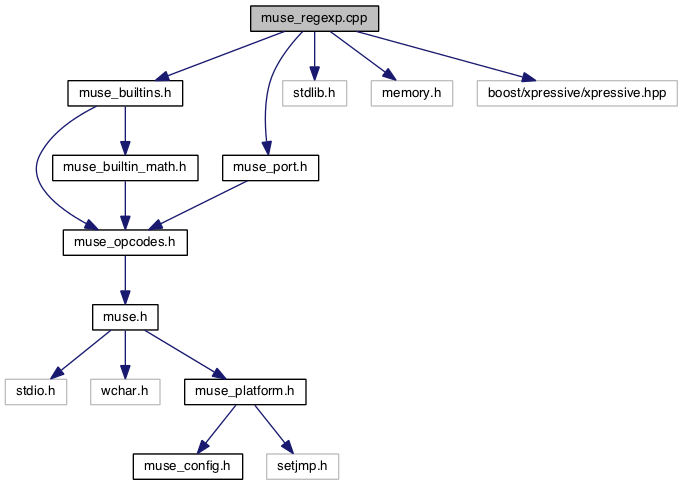 muse_regexp.cpp
muse_builtins.h
stdlib.h
memory.h
boost/xpressive/xpressive.hpp
muse_builtin_math.h
muse_port.h
muse_opcodes.h
muse.h
stdio.h
wchar.h
muse_platform.h
muse_config.h
setjmp.h